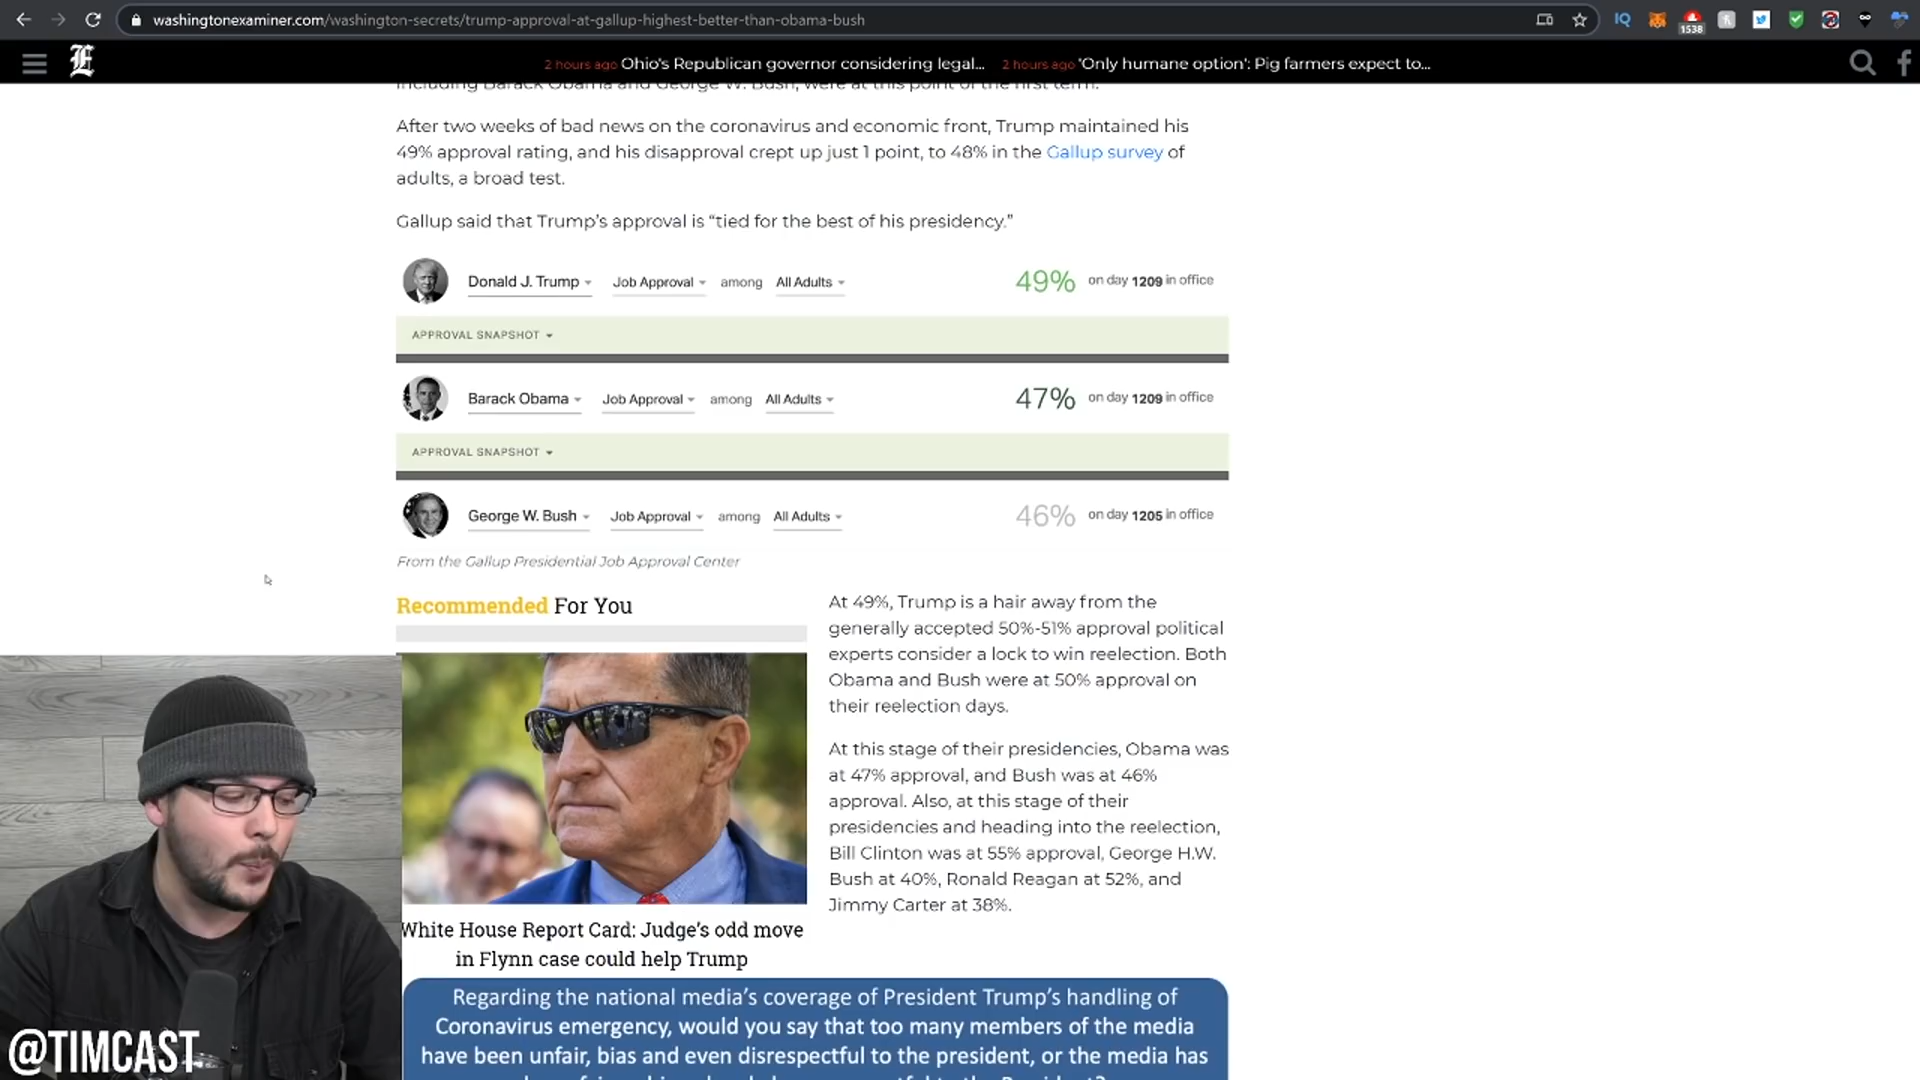 washingtonexaminer.com/washington-secrets/trump-approval-at-gallup-highest-better-than-obama-bush
IQ
1538
E
2 hours ago Ohio's Republican governor considering legal...
2 hours ago 'Only humane option': Pig farmers expect to...
including Barack Obama and George W. Bush, were at this point of the first term.
After two weeks of bad news on the coronavirus and economic front, Trump maintained his
49% approval rating, and his disapproval crept up just 1 point, to 48% in the Gallup survey of
adults, a broad test.
Gallup said that Trump's approval is “tied for the best of his presidency.”
Donald J. Trump Job Approval among All Adults 49% on day 1209 in office
APPROVAL SNAPSHOT
Barack Obama Job Approval among All Adults 47% on day 1209 in office
APPROVAL SNAPSHOT
George W. Bush Job Approval among All Adults 46% on day 1205 in office
From the Gallup Presidential Job Approval Center
Recommended For You
White House Report Card: Judge's odd move
in Flynn case could help Trump
At 49%, Trump is a hair away from the
generally accepted 50%-51% approval political
experts consider a lock to win reelection. Both
Obama and Bush were at 50% approval on
their reelection days.
At this stage of their presidencies, Obama was
at 47% approval, and Bush was at 46%
approval. Also, at this stage of their
presidencies and heading into the reelection,
Bill Clinton was at 55% approval, George H.W.
Bush at 40%, Ronald Reagan at 52%, and
Jimmy Carter at 38%.
Regarding the national media's coverage of President Trump's handling of
Coronavirus emergency, would you say that too many members of the media
have been unfair, bias and even disrespectful to the president, or the media has
@TIMCAST